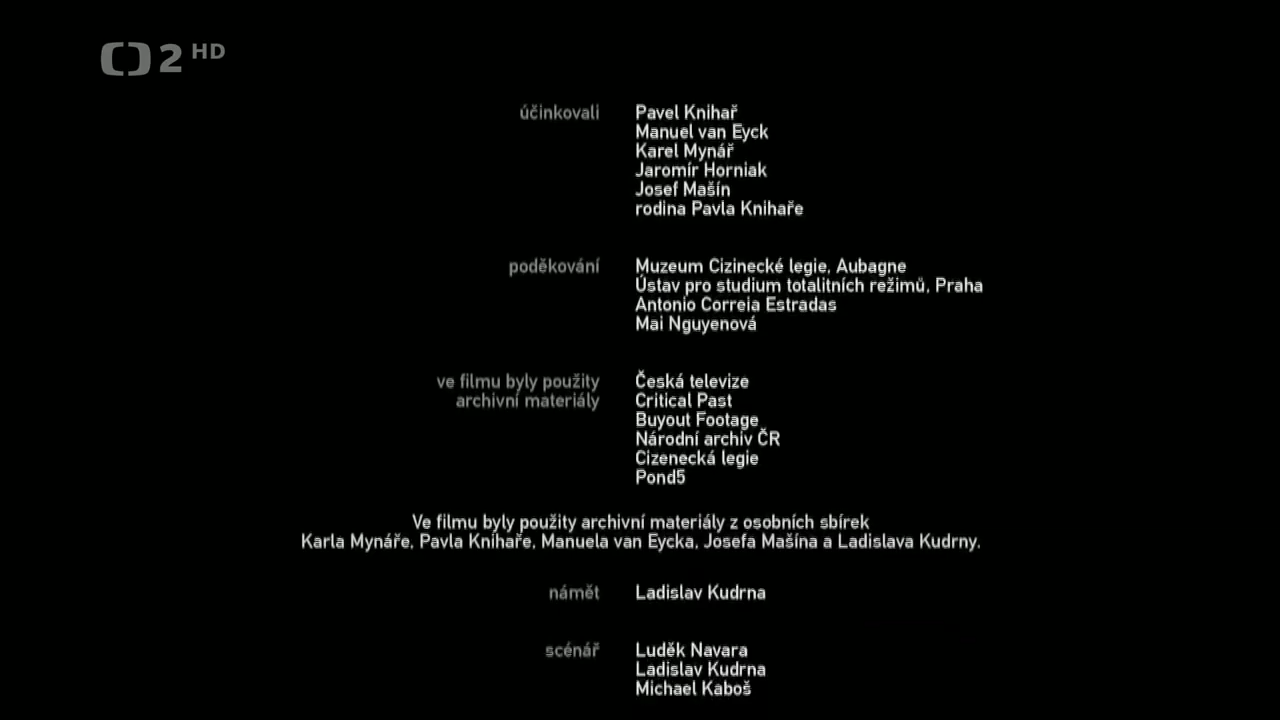 2 HD
účinkovali Pavel Knihař
Manuel van Eyck
Karel Mynář
Jaromír Horniak
Josef Mašín
rodina Pavla Knihaře
poděkování Muzeum Cizinecké legie, Aubagne
Ústav pro studium totalitních režimů, Praha
Antonio Correia Estradas
Mai Nguyenová
ve filmu byly použity Česká televize
archivní materiály Critical Past
Buyout Footage
Národní archiv ČR
Cizenecká legie
Pond5
Ve filmu byly použity archivní materiály z osobních sbírek
Karla Mynáře, Pavla Knihaře, Manuela van Eycka, Josefa Mašína a Ladislava Kudrny.
námět Ladislav Kudrna
scénář Luděk Navara
Ladislav Kudrna
Michael Kaboš